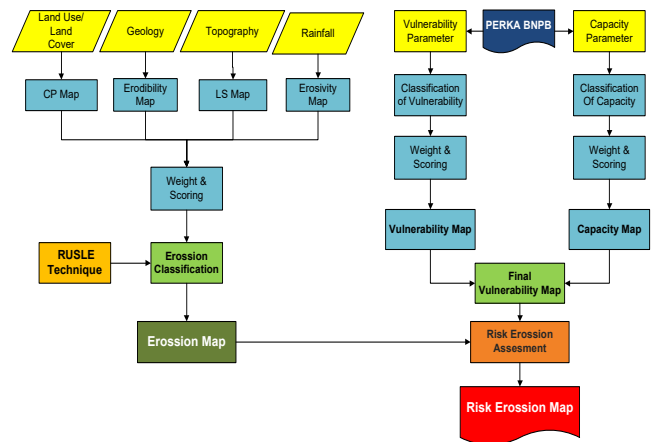 Land Use/
Land
Cover
Geology
Topography
Rainfall
Vulnerability
Parameter
PERKA BNPB
Capacity
Parameter
CP Map
Erodibility
Map
LS Map
Erosivity
Map
Classification
of Vulnerability
Classification
Of Capacity
Weight &
Scoring
Weight &
Scoring
Weight &
Scoring
Vulnerability Map
Capacity Map
RUSLE
Technique
Erossion
Classification
Final
Vulnerability Map
Erossion Map
Risk Erossion
Assesment
Risk Erossion Map